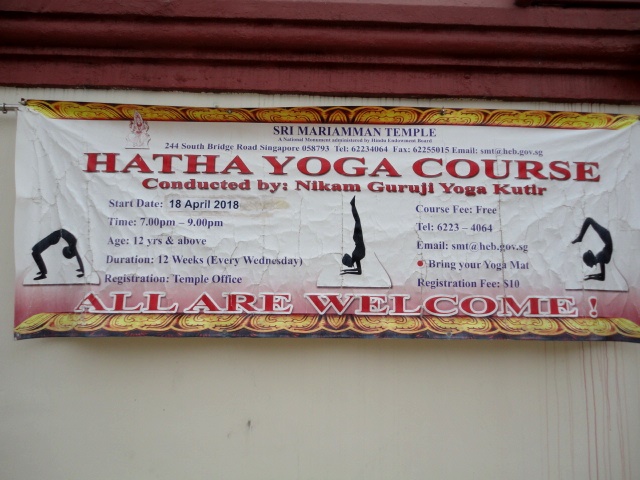 SRI MARIAMMAN TEMPLE
A National Monument administered by Hindu Endowment Board
244 South Bridge Road Singapore 058793 Tel: 62234064 Fax: 62255015 Email: smt@heb.gov.sg
HATHA YOGA COURSE
Conducted by: Nikam Guruji Yoga Kutir
Start Date: 18 April 2018
Time: 7.00pm – 9.00pm
Age: 12 yrs & above
Duration: 12 Weeks (Every Wednesday)
Registration: Temple Office
Course Fee: Free
Tel: 6223 – 4064
Email: smt@heb.gov.sg
Bring your Yoga Mat
Registration Fee: $10
ALL ARE WELCOME!